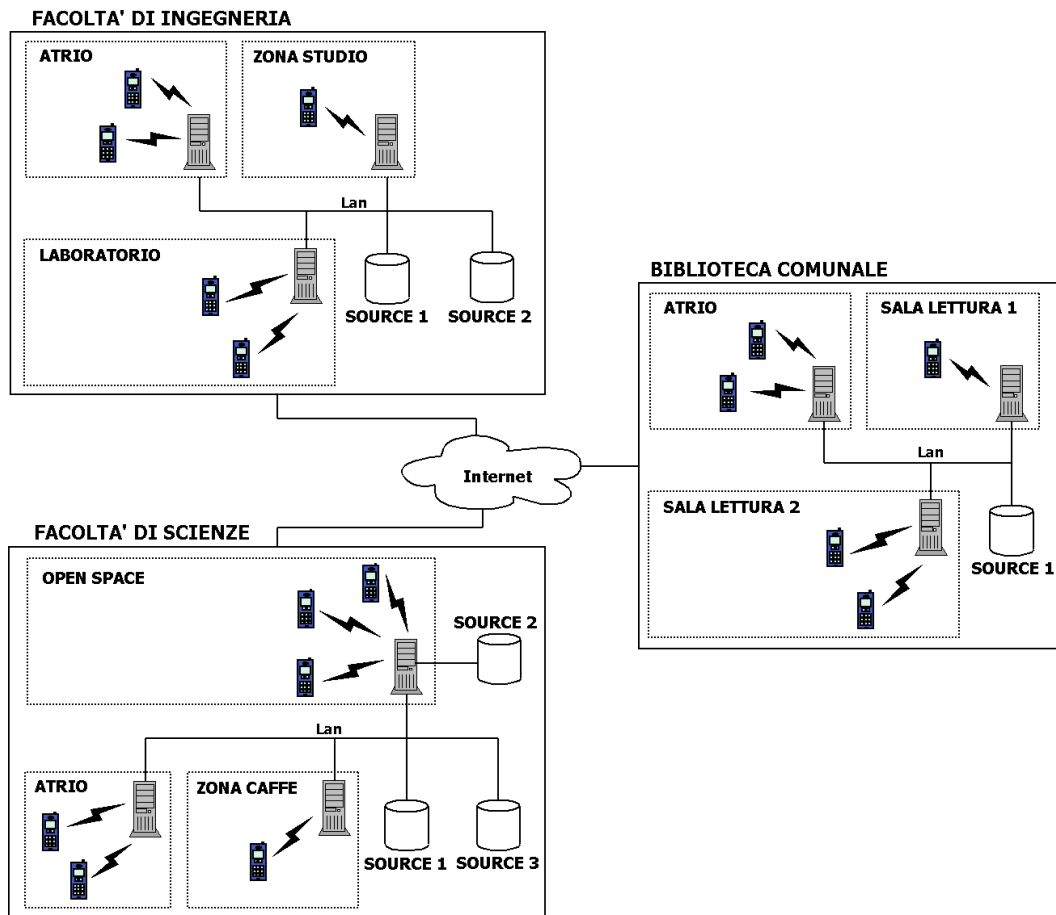 FACOLTA' DI INGEGNERIA
ATRIO
ZONA STUDIO
Lan
LABORATORIO
SOURCE 1
SOURCE 2
BIBLIOTECA COMUNALE
ATRIO
SALA LETTURA 1
Lan
SALA LETTURA 2
SOURCE 1
Internet
FACOLTA' DI SCIENZE
OPEN SPACE
SOURCE 2
Lan
ATRIO
ZONA CAFFE
SOURCE 1
SOURCE 3